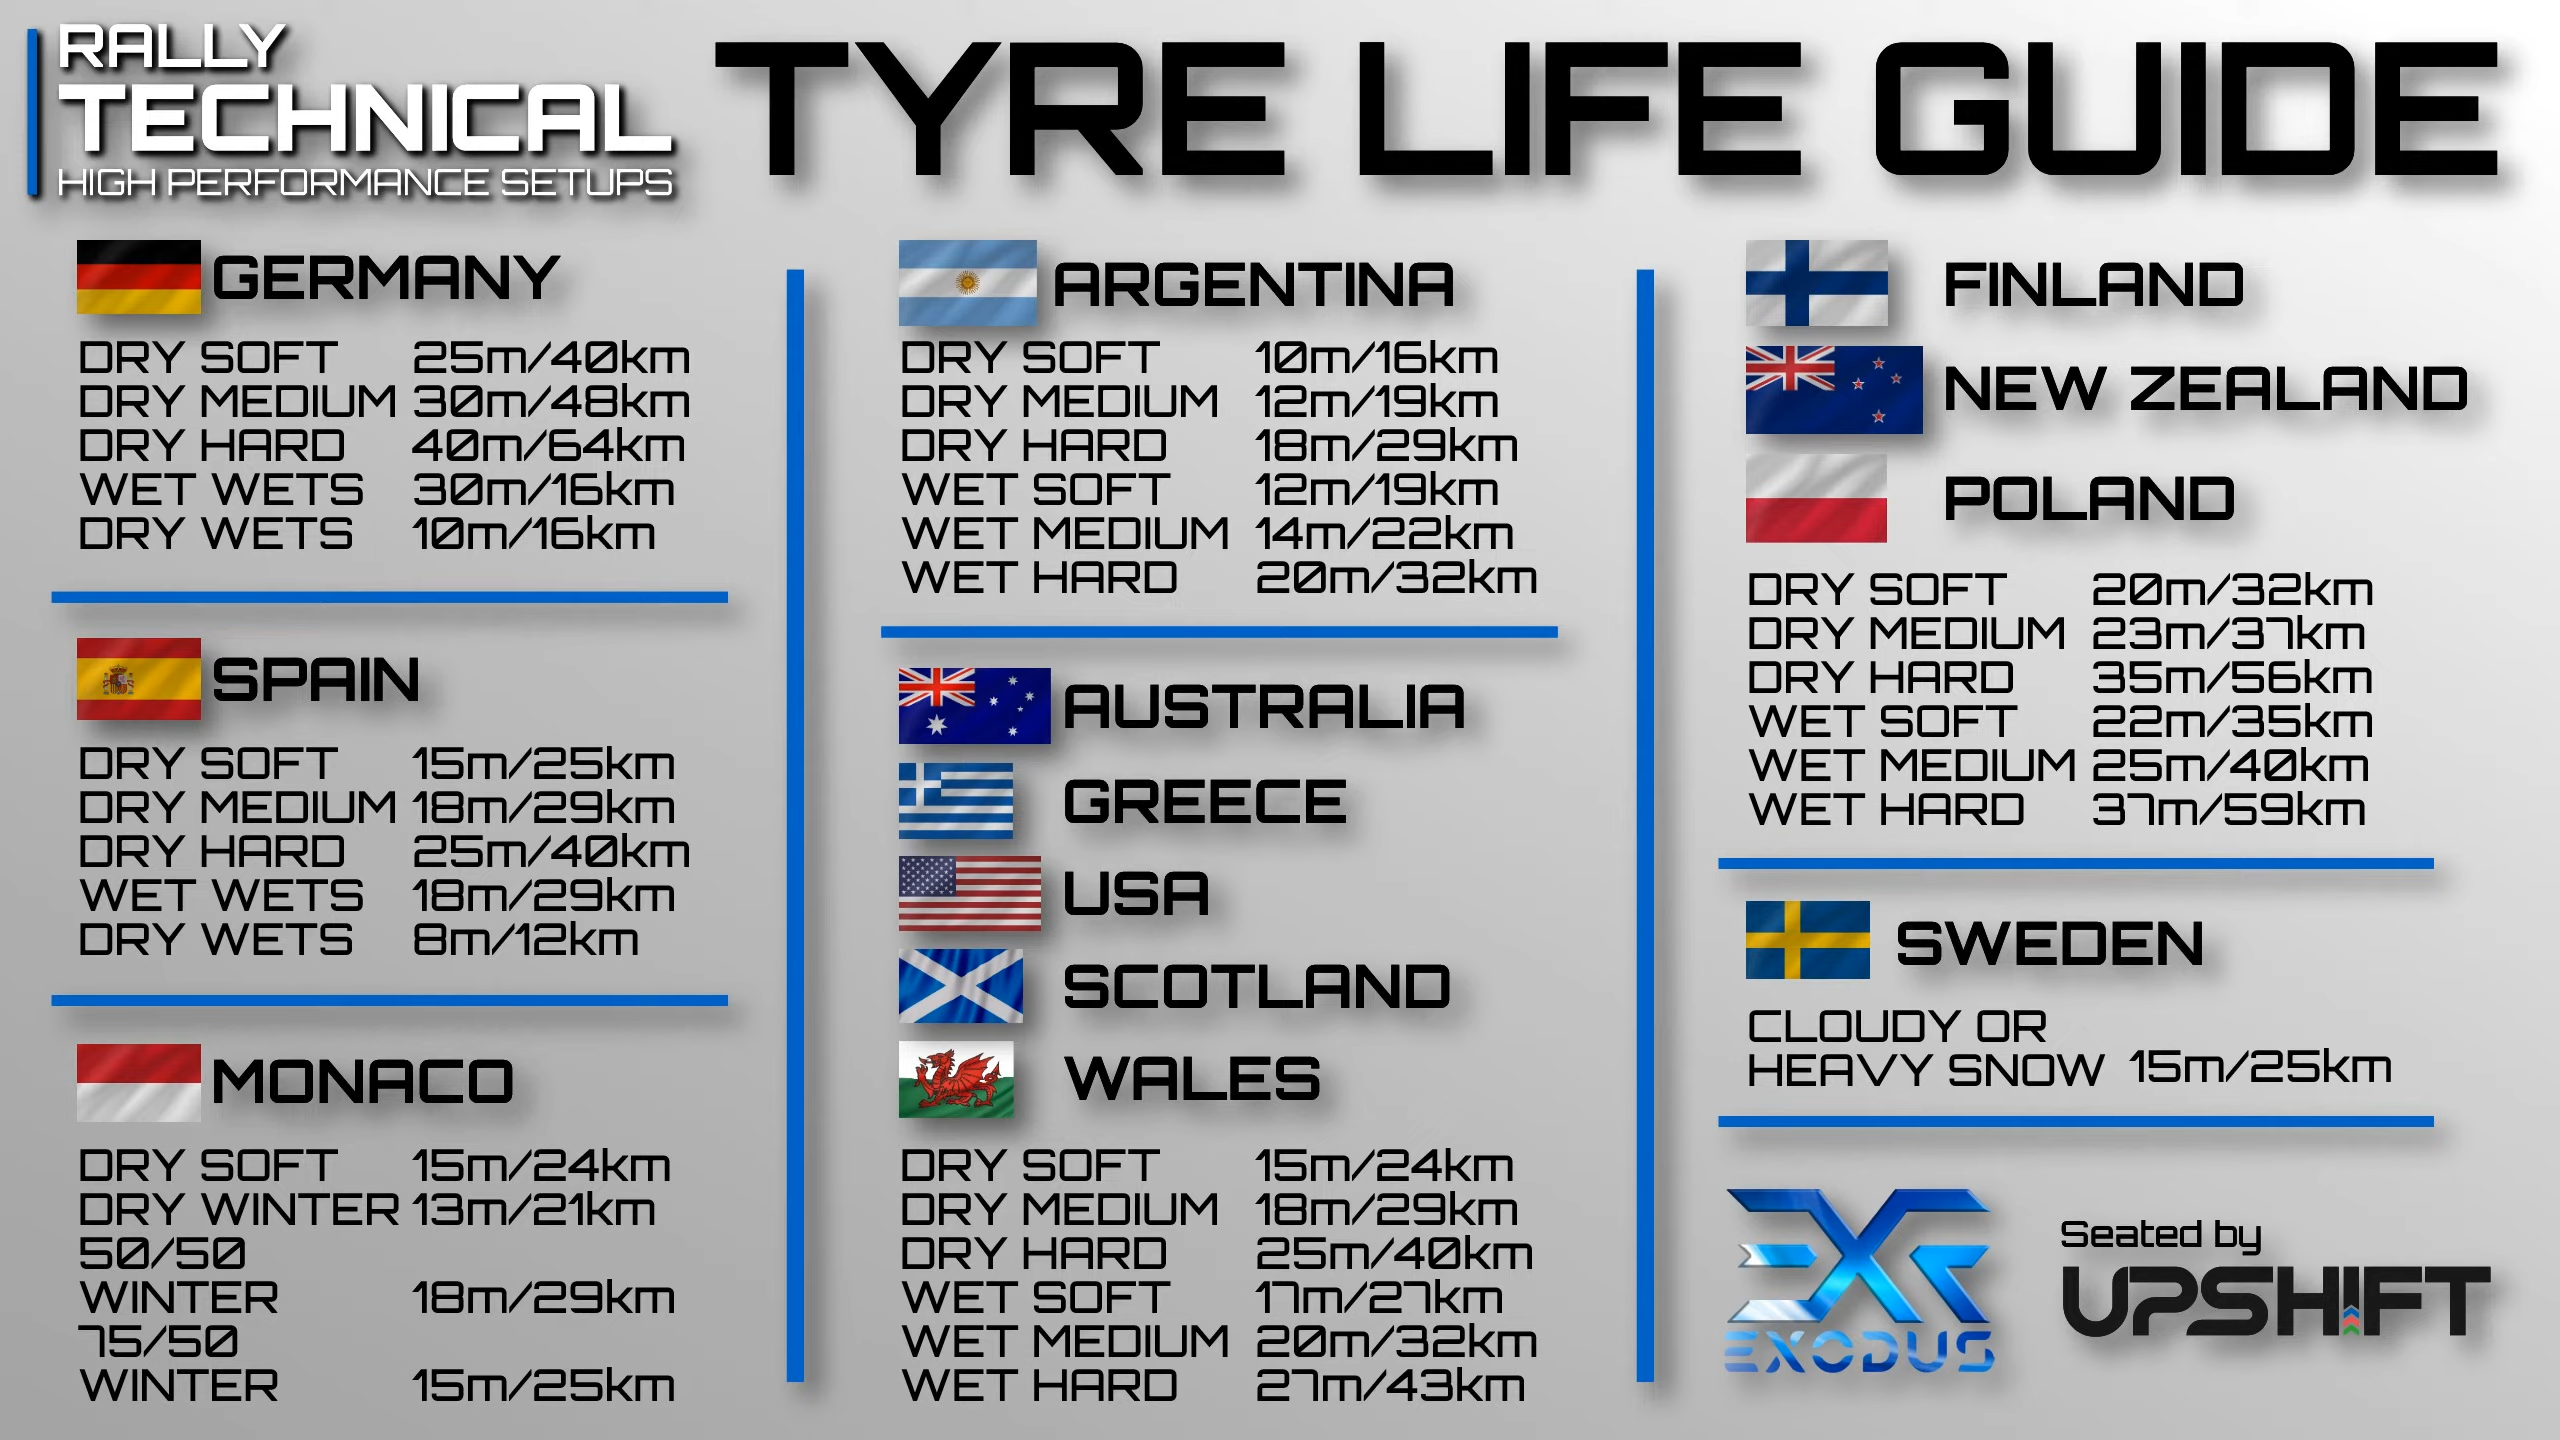 RALLY
TECHNICAL
HIGH PERFORMANCE SETUPS
TYRE LIFE GUIDE
GERMANY
DRY SOFT 25m/40km
DRY MEDIUM 30m/48km
DRY HARD 40m/64km
WET WETS 30m/16km
DRY WETS 10m/16km
SPAIN
DRY SOFT 15m/25km
DRY MEDIUM 18m/29km
DRY HARD 25m/40km
WET WETS 18m/29km
DRY WETS 8m/12km
MONACO
DRY SOFT 15m/24km
DRY WINTER 13m/21km
50/50
WINTER 18m/29km
75/50
WINTER 15m/25km
ARGENTINA
DRY SOFT 10m/16km
DRY MEDIUM 12m/19km
DRY HARD 18m/29km
WET SOFT 12m/19km
WET MEDIUM 14m/22km
WET HARD 20m/32km
AUSTRALIA
GREECE
USA
SCOTLAND
WALES
DRY SOFT 15m/24km
DRY MEDIUM 18m/29km
DRY HARD 25m/40km
WET SOFT 17m/27km
WET MEDIUM 20m/32km
WET HARD 27m/43km
FINLAND
NEW ZEALAND
POLAND
DRY SOFT 20m/32km
DRY MEDIUM 23m/37km
DRY HARD 35m/56km
WET SOFT 22m/35km
WET MEDIUM 25m/40km
WET HARD 37m/59km
SWEDEN
CLOUDY OR
HEAVY SNOW 15m/25km
EXR
EXODUS
Seated by
UPSHIFT